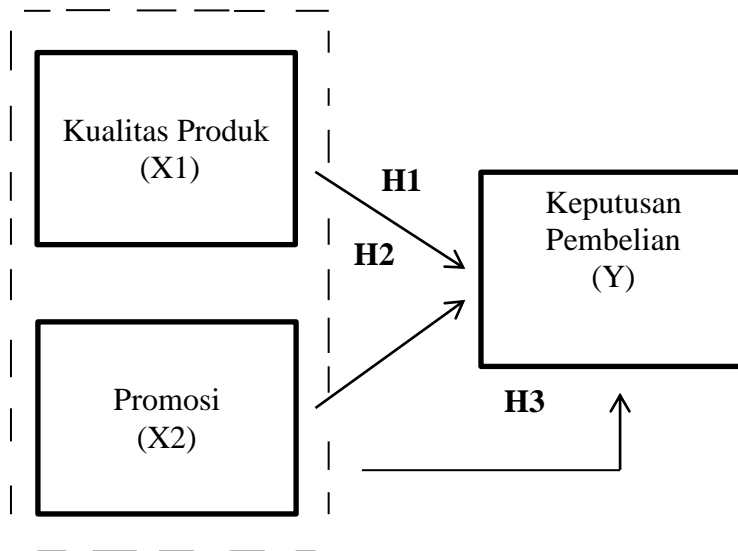 Kualitas Produk
(X1)
H1
Keputusan
Pembelian
(Y)
H2
Promosi
(X2)
H3